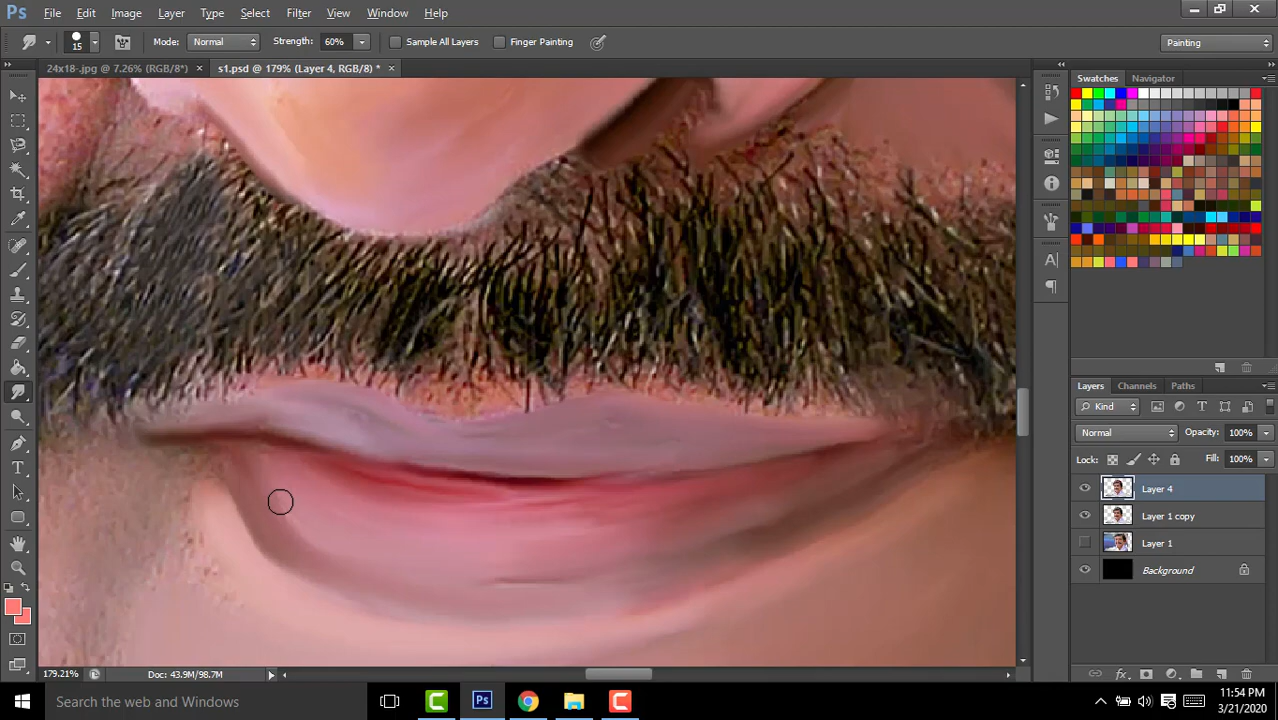 Ps File Edit Image Layer Type Select Filter View Window Help
15 Mode: Normal Strength: 60% Sample All Layers Finger Painting Painting
24x18-.jpg @ 7.26% (RGB/8*) × s1.psd @ 179% (Layer 4, RGB/8) * ×
Swatches Navigator
Layers Channels Paths
Kind
Normal Opacity: 100%
Lock: Fill: 100%
Layer 4
Layer 1 copy
Layer 1
Background
179.21% Doc: 43.9M/98.7M
Search the web and Windows
11:54 PM
3/21/2020